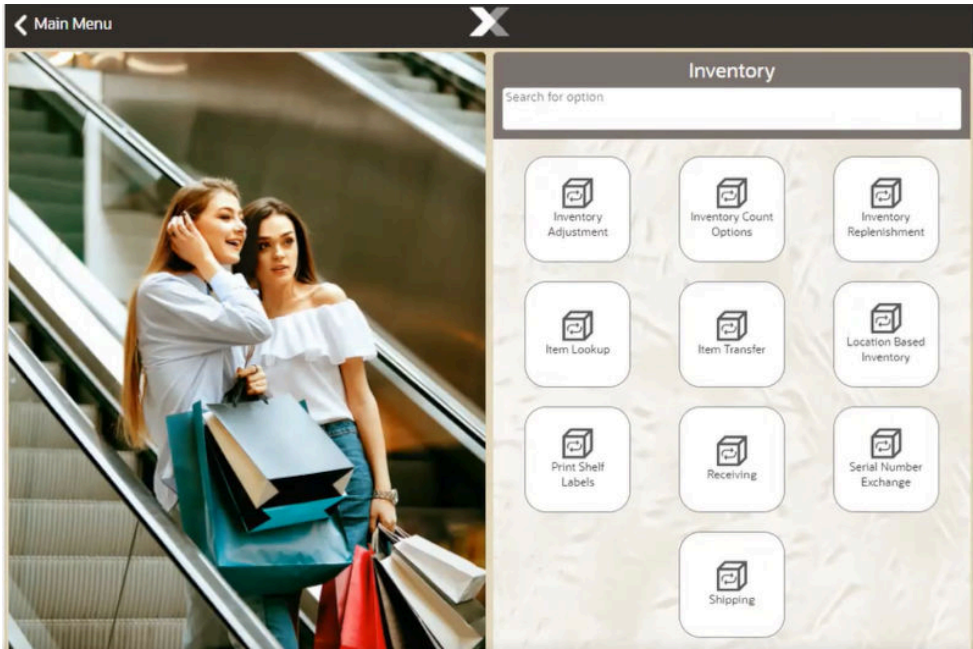 Main Menu
Inventory
Search for option
Inventory
Adjustment
Inventory Count
Options
Inventory
Replenishment
Item Lookup
Item Transfer
Location Based
Inventory
Print Shelf
Labels
Receiving
Serial Number
Exchange
Shipping